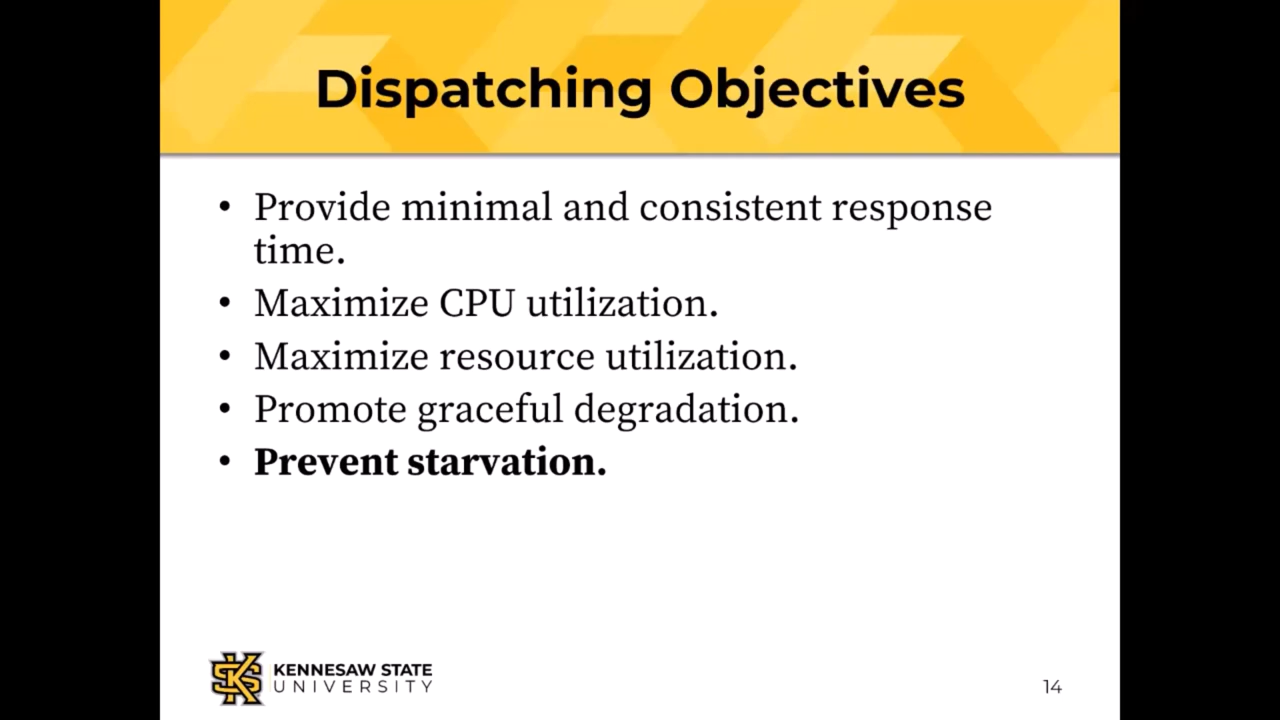 Dispatching Objectives
• Provide minimal and consistent response
time.
• Maximize CPU utilization.
• Maximize resource utilization.
• Promote graceful degradation.
• Prevent starvation.
KENNESAW STATE
UNIVERSITY
14